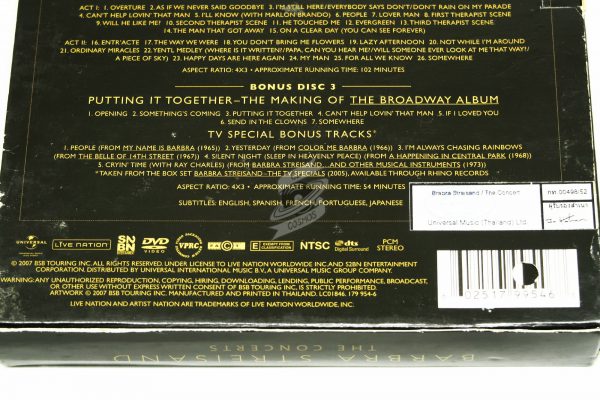 ACT I: 1. OVERTURE 2. AS IF WE NEVER SAID GOODBYE 3. I'M STILL HERE/EVERYBODY SAYS DON'T/DON'T RAIN ON MY PARADE
4. CAN'T HELP LOVIN' THAT MAN 5. I'LL KNOW (WITH MARLON BRANDO) 6. PEOPLE 7. LOVER MAN 8. FIRST THERAPIST SCENE
9. WILL HE LIKE ME? 10. SECOND THERAPIST SCENE 11. HE TOUCHED ME 12. EVERGREEN 13. THIRD THERAPIST SCENE
14. THE MAN THAT GOT AWAY 15. ON A CLEAR DAY (YOU CAN SEE FOREVER)
ACT II: 16. ENTR'ACTE 17. THE WAY WE WERE 18. YOU DON'T BRING ME FLOWERS 19. LAZY AFTERNOON 20. NOT WHILE I'M AROUND
21. ORDINARY MIRACLES 22. YENTL MEDLEY (WHERE IS IT WRITTEN?/PAPA, CAN YOU HEAR ME?/WILL SOMEONE EVER LOOK AT ME THAT WAY?/
A PIECE OF SKY) 23. HAPPY DAYS ARE HERE AGAIN 24. MY MAN 25. FOR ALL WE KNOW 26. SOMEWHERE
ASPECT RATIO: 4X3 • APPROXIMATE RUNNING TIME: 102 MINUTES
BONUS DISC 3
PUTTING IT TOGETHER–THE MAKING OF THE BROADWAY ALBUM
1. OPENING 2. SOMETHING'S COMING 3. PUTTING IT TOGETHER 4. CAN'T HELP LOVIN' THAT MAN 5. IF I LOVED YOU
6. SEND IN THE CLOWNS 7. SOMEWHERE
TV SPECIAL BONUS TRACKS*
1. PEOPLE (FROM MY NAME IS BARBRA (1965)) 2. YESTERDAY (FROM COLOR ME BARBRA (1966)) 3. I'M ALWAYS CHASING RAINBOWS
(FROM THE BELLE OF 14TH STREET (1967)) 4. SILENT NIGHT (SLEEP IN HEAVENLY PEACE) (FROM A HAPPENING IN CENTRAL PARK (1968))
5. CRYIN' TIME (WITH RAY CHARLES) (FROM BARBRA STREISAND...AND OTHER MUSICAL INSTRUMENTS (1973))
*TAKEN FROM THE BOX SET BARBRA STREISAND–THE TV SPECIALS (2005), AVAILABLE THROUGH RHINO RECORDS
ASPECT RATIO: 4X3 • APPROXIMATE RUNNING TIME: 54 MINUTES
SUBTITLES: ENGLISH, SPANISH, FRENCH, PORTUGUESE, JAPANESE
COSMOS
Brabra Streisand / The Concert
Universal Music (Thailand) Ltd.
UNIVERSAL
LIVE NATION
DVD
VIDEO
VPRC
E EXEMPT FROM CLASSIFICATION
NTSC
dts
Digital Surround
PCM
STEREO
© 2007 BSB TOURING INC. ALL RIGHTS RESERVED. UNDER LICENSE TO LIVE NATION WORLDWIDE INC AND S2BN ENTERTAINMENT
CORPORATION. DISTRIBUTED BY UNIVERSAL INTERNATIONAL MUSIC B.V., A UNIVERSAL MUSIC GROUP COMPANY.
WARNING: ANY UNAUTHORIZED REPRODUCTION, COPYING, HIRING, DOWNLOADING, LENDING, PUBLIC PERFORMANCE, BROADCAST,
OR OTHER USE WITHOUT EXPRESS WRITTEN CONSENT OF BSB TOURING INC. IS STRICTLY PROHIBITED.
ARTWORK © 2007 BSB TOURING INC. MANUFACTURED AND PRINTED IN THAILAND. LC01846. 179 954-6
LIVE NATION AND ARTIST NATION ARE TRADEMARKS OF LIVE NATION WORLDWIDE, INC.
BARBRA STREISAND
THE CONCERTS